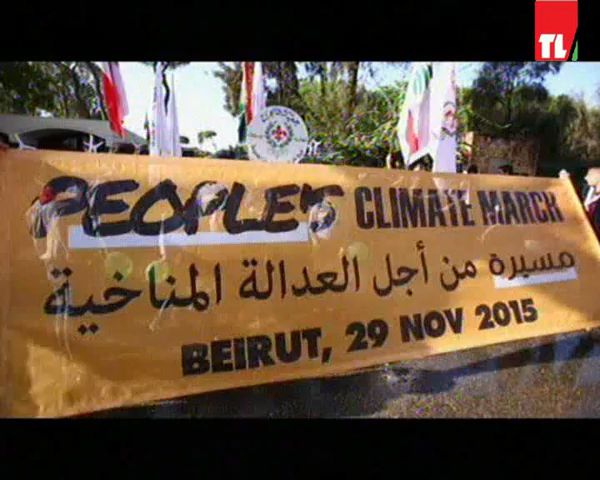 TL
PEOPLE'S CLIMATE MARCH
مسيرة من أجل العدالة المناخية
BEIRUT, 29 NOV 2015